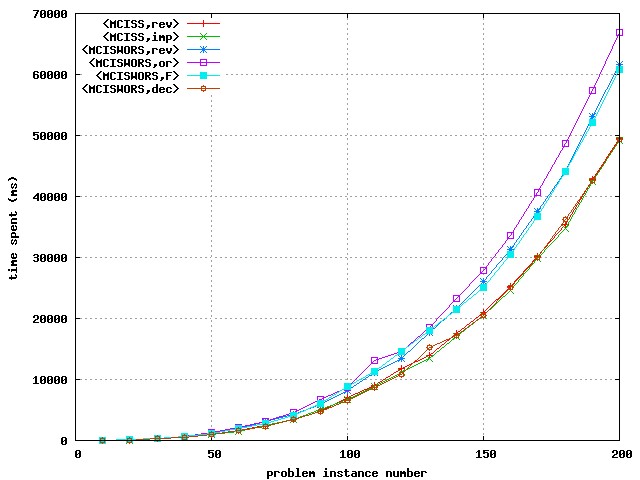 70000
60000
50000
40000
30000
20000
10000
0
time spent (ms)
<MCISS,rev>
<MCISS,imp>
<MCISWORS,rev>
<MCISWORS,or>
<MCISWORS,F>
<MCISWORS,dec>
0 50 100 150 200
problem instance number